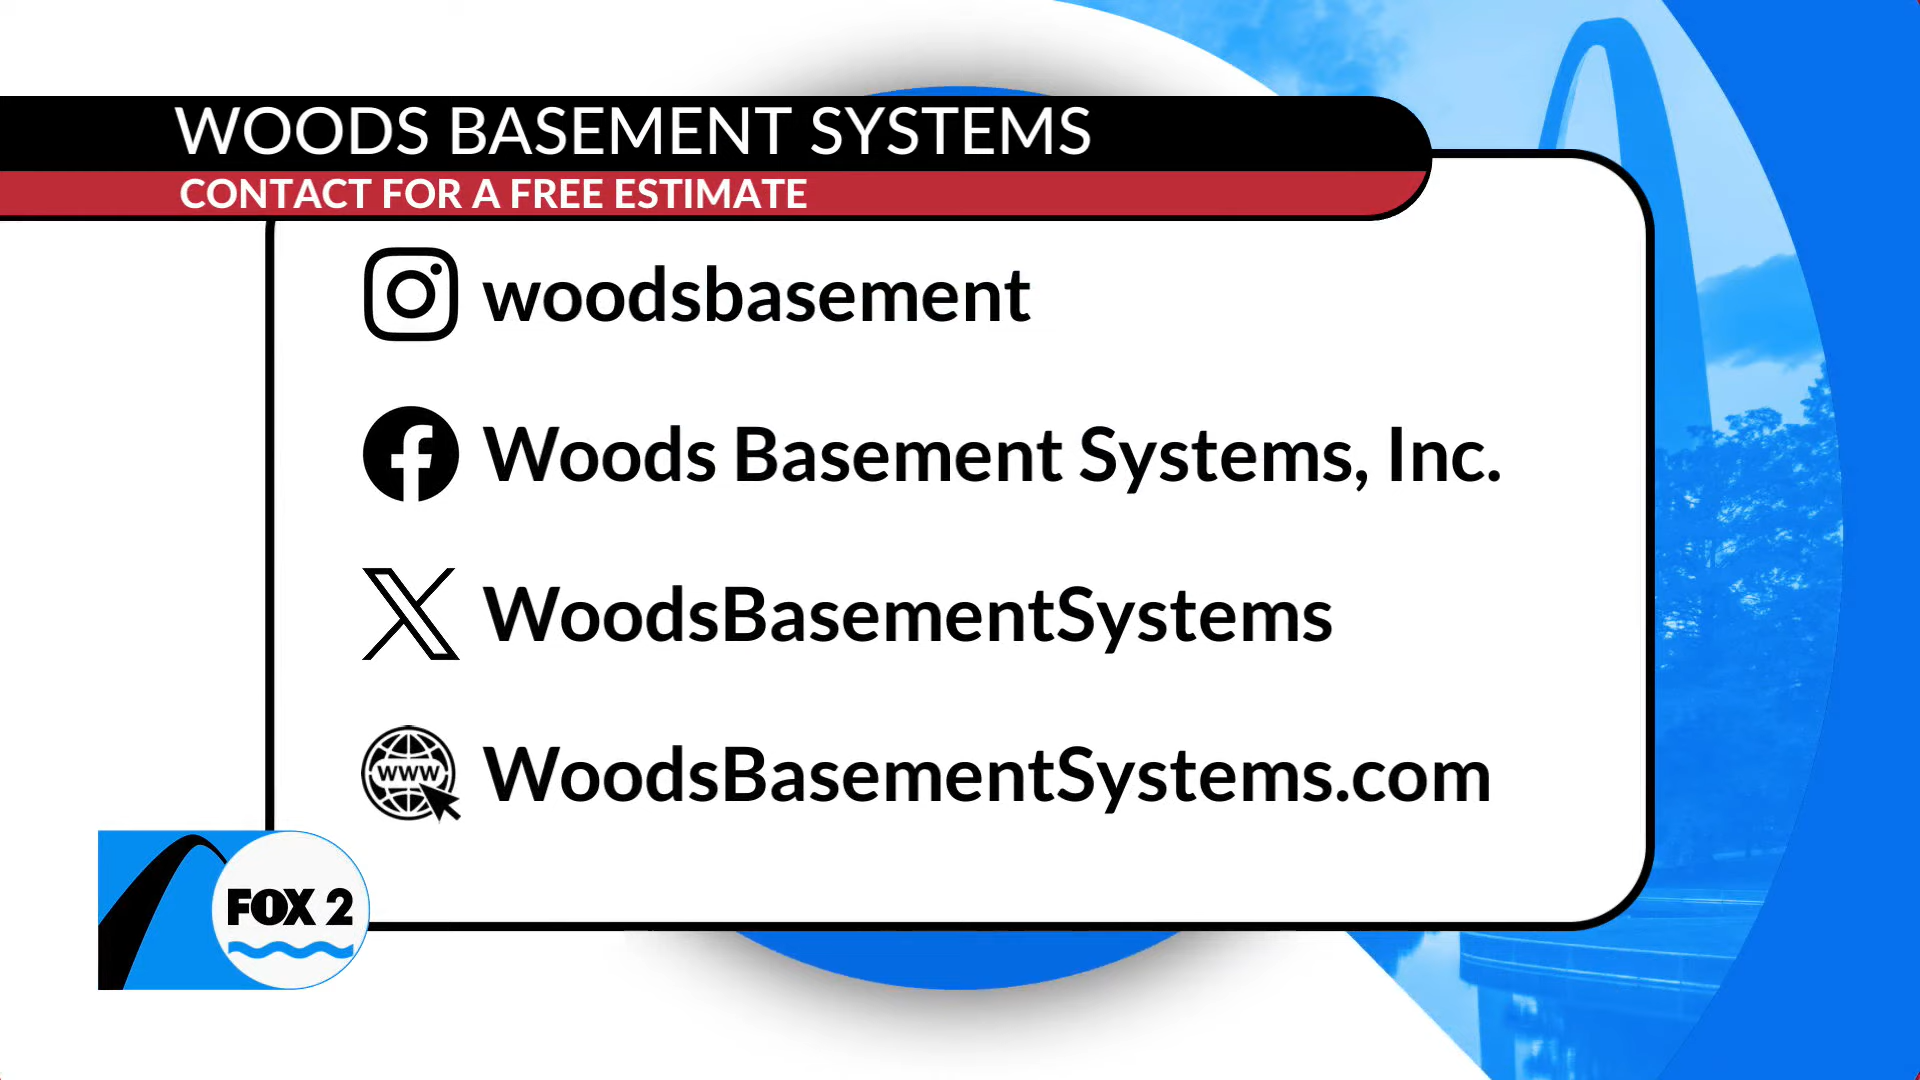 WOODS BASEMENT SYSTEMS
CONTACT FOR A FREE ESTIMATE
woodsbasement
Woods Basement Systems, Inc.
WoodsBasementSystems
www
WoodsBasementSystems.com
FOX 2